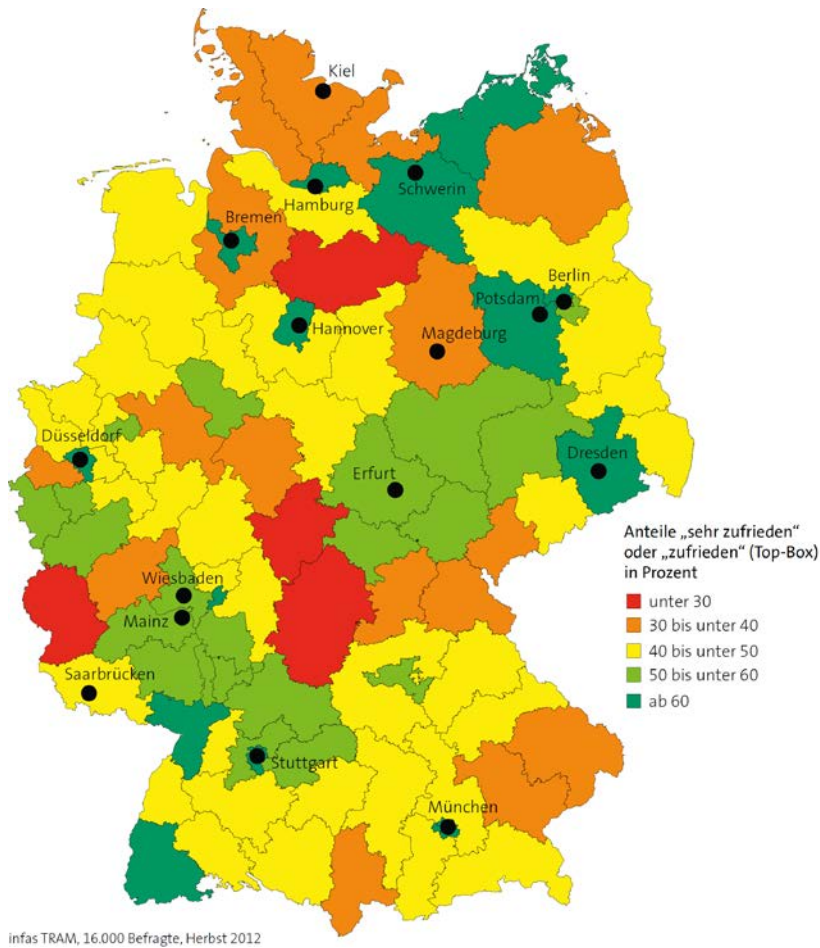 Kiel
Schwerin
Hamburg
Bremen
Berlin
Potsdam
Hannover
Magdeburg
Düsseldorf
Dresden
Erfurt
Anteile „sehr zufrieden“
oder „zufrieden“ (Top-Box)
in Prozent
unter 30
30 bis unter 40
40 bis unter 50
50 bis unter 60
ab 60
Wiesbaden
Mainz
Saarbrücken
Stuttgart
München
infas TRAM, 16.000 Befragte, Herbst 2012